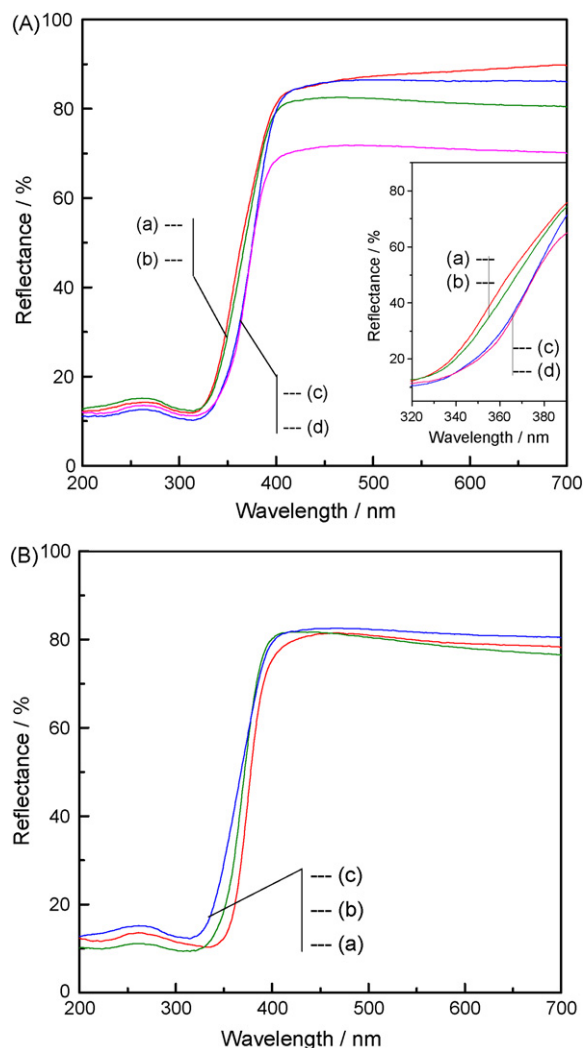 (A)
100
80
60
40
20
0
Reflectance / %
200
300
400
500
600
700
Wavelength / nm
(a) ---
(b) ---
--- (c)
--- (d)
80
60
40
20
Reflectance / %
320
340
360
380
Wavelength / nm
(a) ---
(b) ---
--- (c)
--- (d)
(B)
100
80
60
40
20
0
Reflectance / %
200
300
400
500
600
700
Wavelength / nm
--- (c)
--- (b)
--- (a)